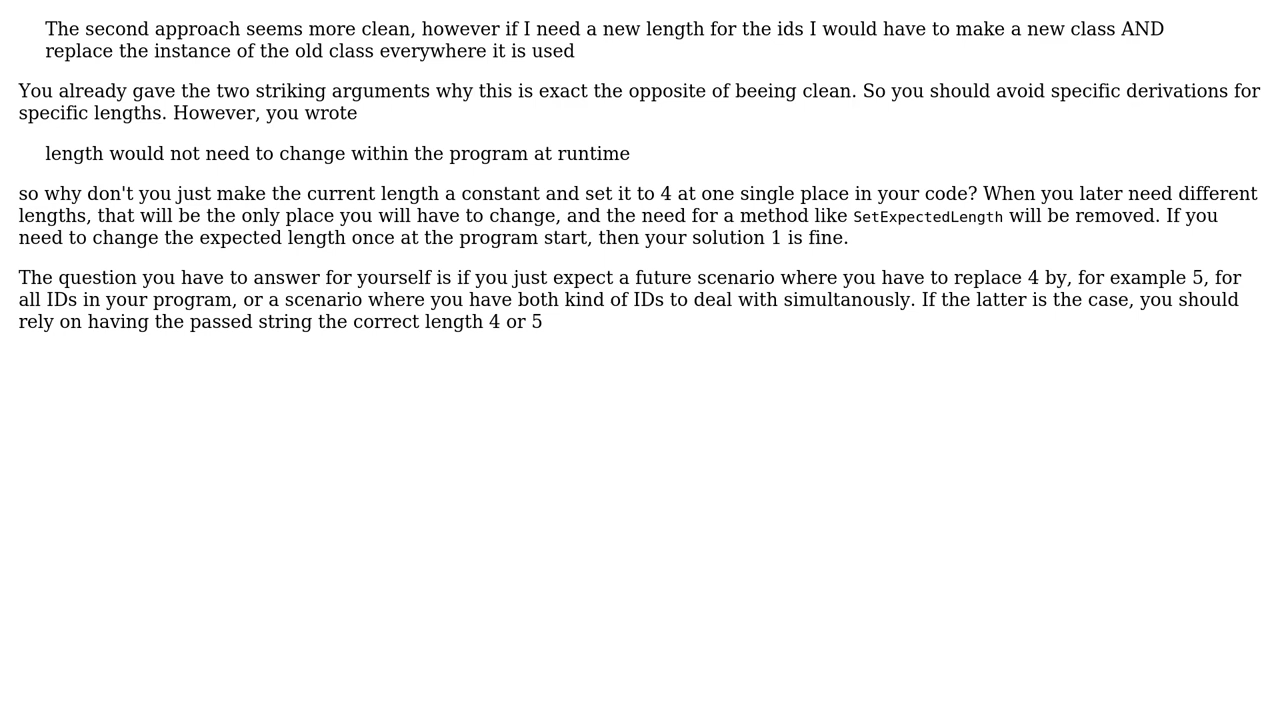 The second approach seems more clean, however if I need a new length for the ids I would have to make a new class AND
replace the instance of the old class everywhere it is used
You already gave the two striking arguments why this is exact the opposite of beeing clean. So you should avoid specific derivations for
specific lengths. However, you wrote
length would not need to change within the program at runtime
so why don't you just make the current length a constant and set it to 4 at one single place in your code? When you later need different
lengths, that will be the only place you will have to change, and the need for a method like SetExpectedLength will be removed. If you
need to change the expected length once at the program start, then your solution 1 is fine.
The question you have to answer for yourself is if you just expect a future scenario where you have to replace 4 by, for example 5, for
all IDs in your program, or a scenario where you have both kind of IDs to deal with simultanously. If the latter is the case, you should
rely on having the passed string the correct length 4 or 5